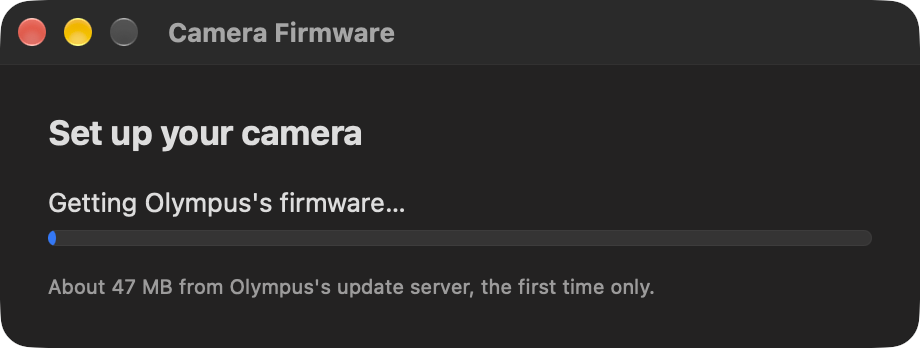 Camera Firmware
Set up your camera
Getting Olympus's firmware...
About 47 MB from Olympus's update server, the first time only.